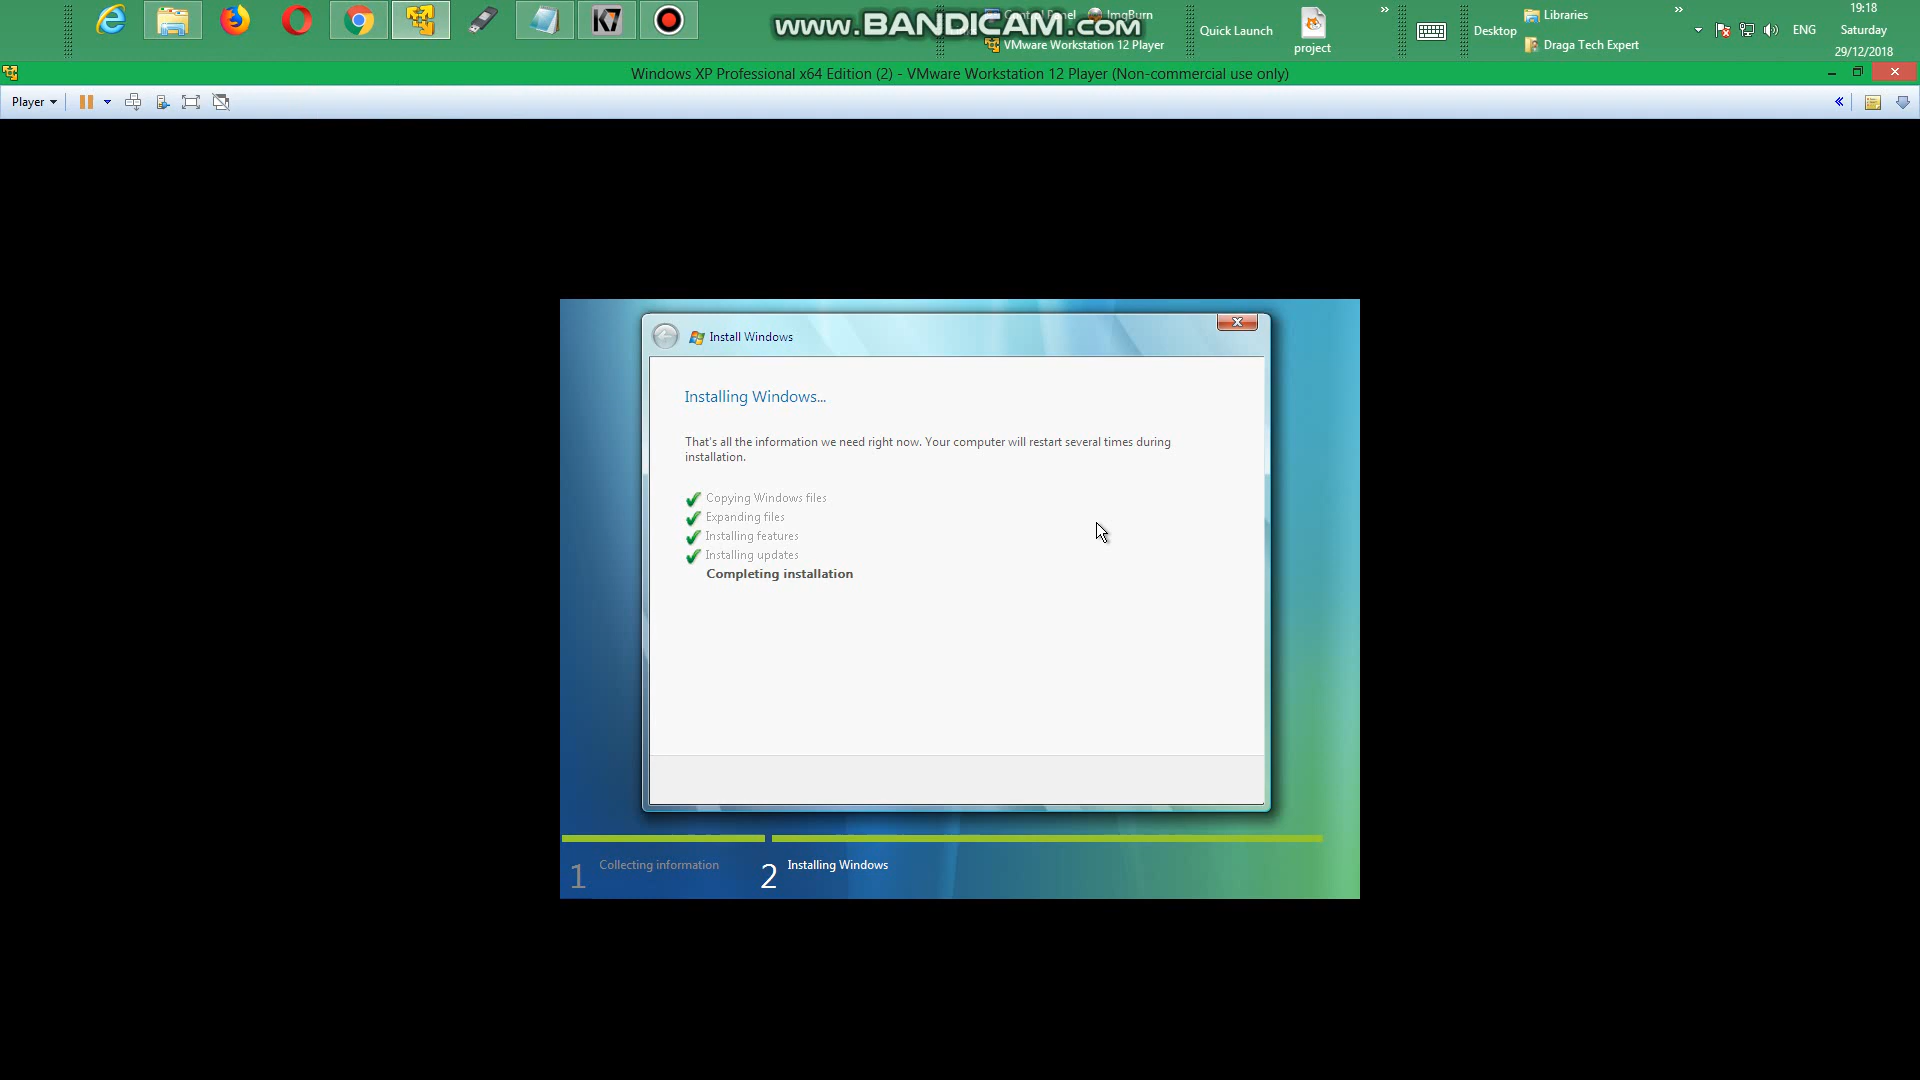 www.BANDICAM.com
ImgBurn
VMware Workstation 12 Player
Quick Launch
project
Desktop
Libraries
Draga Tech Expert
ENG
19:18
Saturday
29/12/2018
K7
Windows XP Professional x64 Edition (2) - VMware Workstation 12 Player (Non-commercial use only)
Player
Install Windows
Installing Windows...
That's all the information we need right now. Your computer will restart several times during
installation.
Copying Windows files
Expanding files
Installing features
Installing updates
Completing installation
1 Collecting information
2 Installing Windows